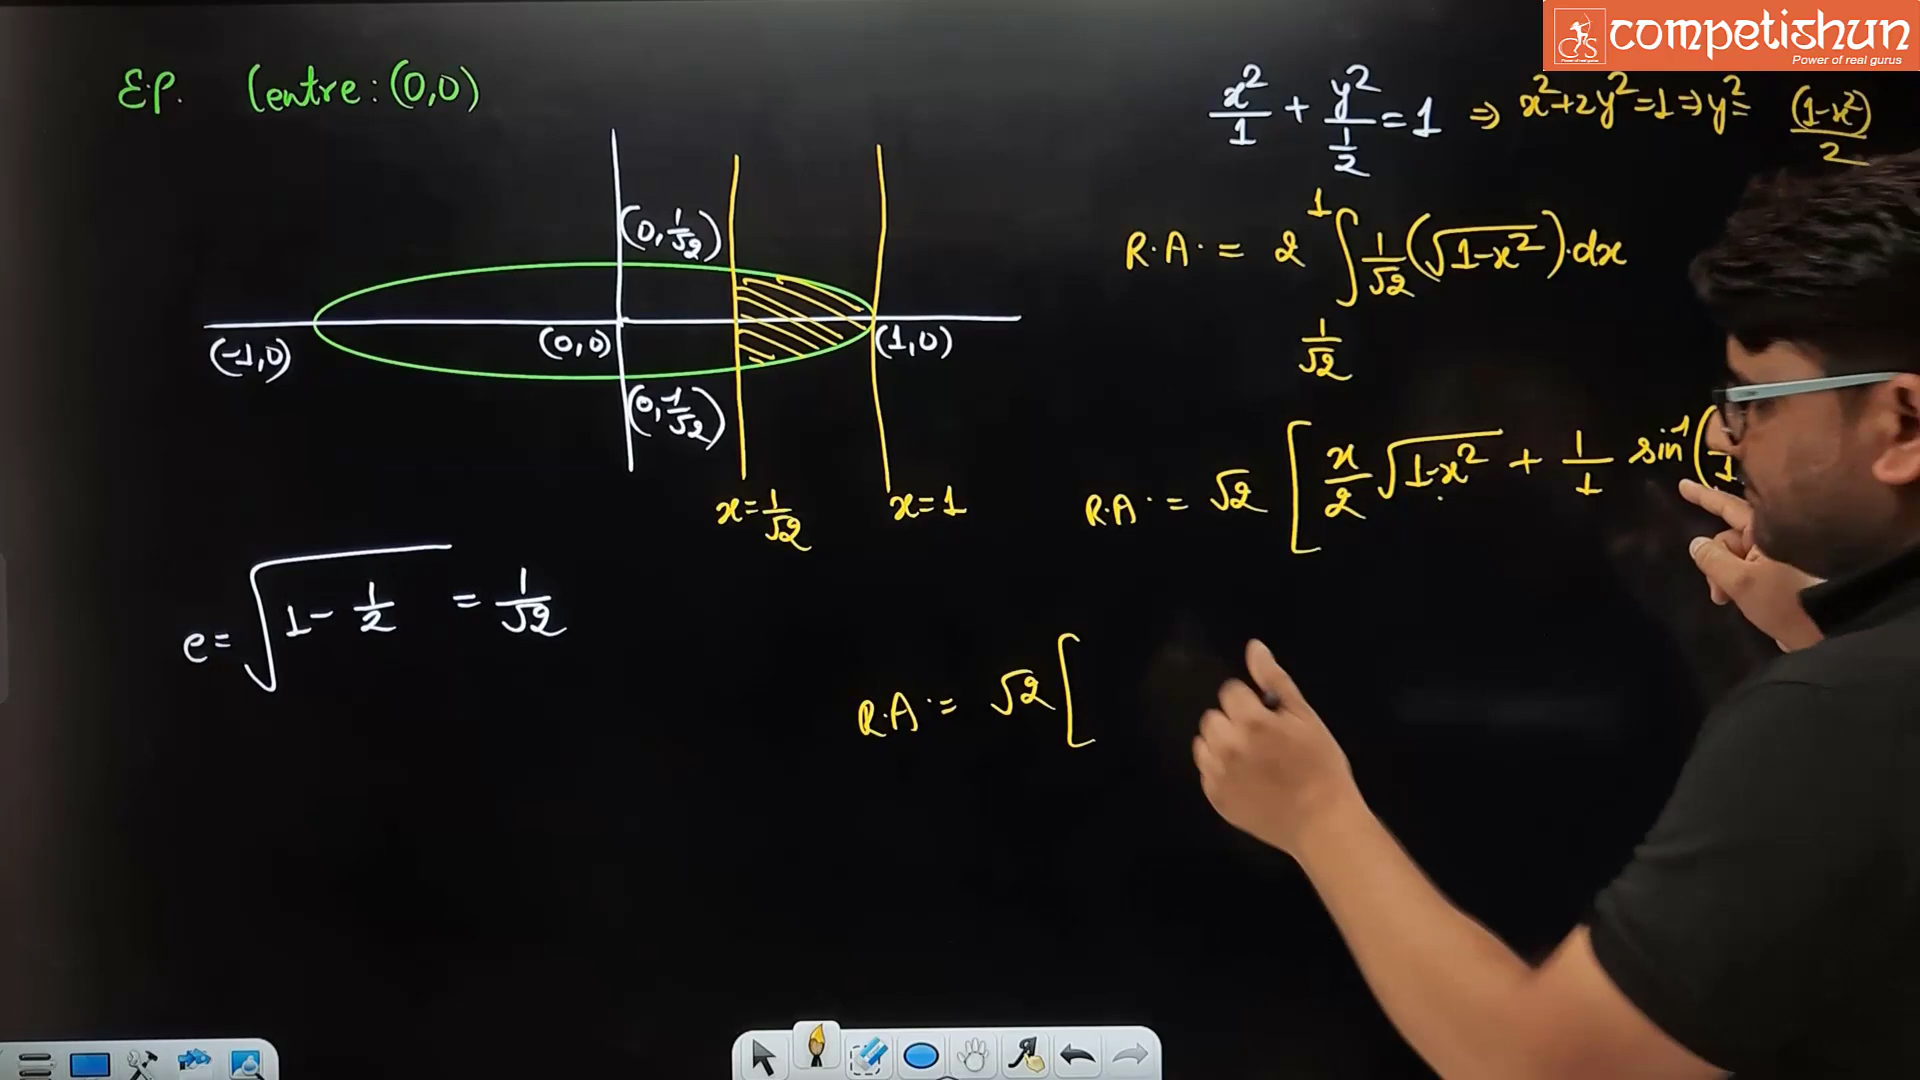 competishun
Power of real gurus
E.P. Centre : (0,0)
x²/1 + y²/(1/2) = 1 ⇒ x²+2y²=1 ⇒ y² = (1-x²)/2
(0, 1/√2)
(-1,0) (0,0) (1,0)
(0, -1/√2)
x = 1/√2 x = 1
R.A. = 2 ∫_{1/√2}^{1} 1/√2 (√(1-x²)).dx
R.A. = √2 [ x/2 √(1-x²) + 1/1 sin⁻¹(
e = √(1 - 1/2) = 1/√2
R.A. = √2 [